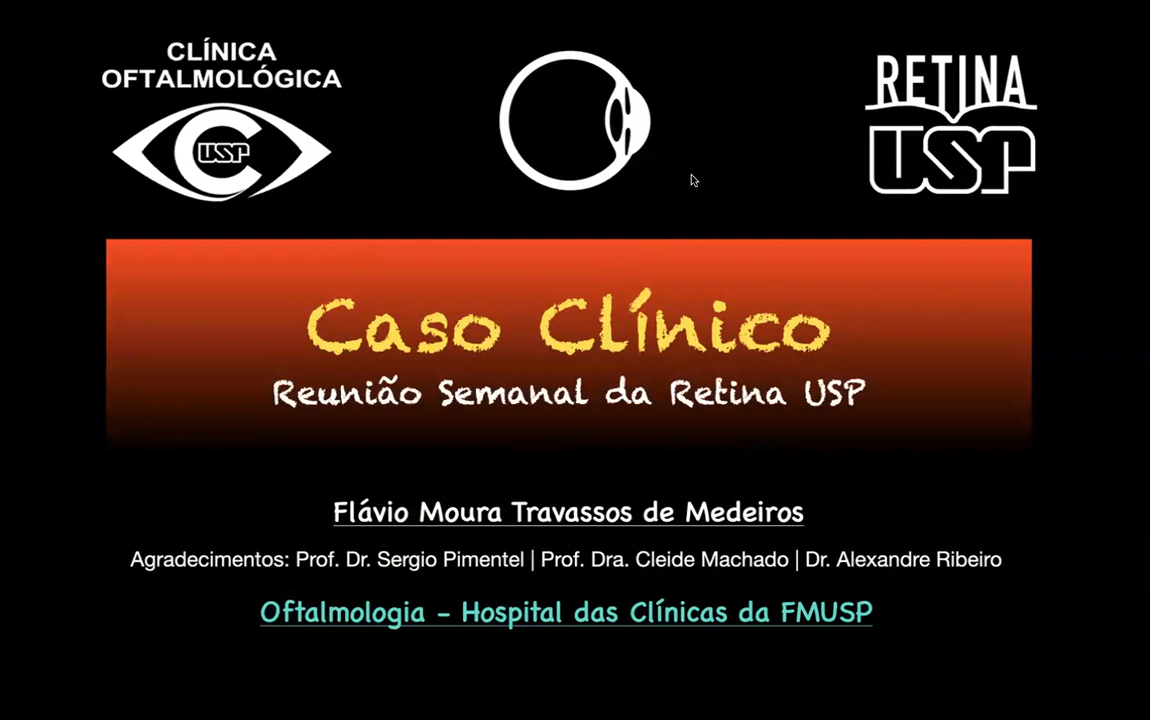 CLÍNICA
OFTALMOLÓGICA
C
USP
RETINA
USP
Caso Clínico
Reunião Semanal da Retina USP
Flávio Moura Travassos de Medeiros
Agradecimentos: Prof. Dr. Sergio Pimentel | Prof. Dra. Cleide Machado | Dr. Alexandre Ribeiro
Oftalmologia - Hospital das Clínicas da FMUSP